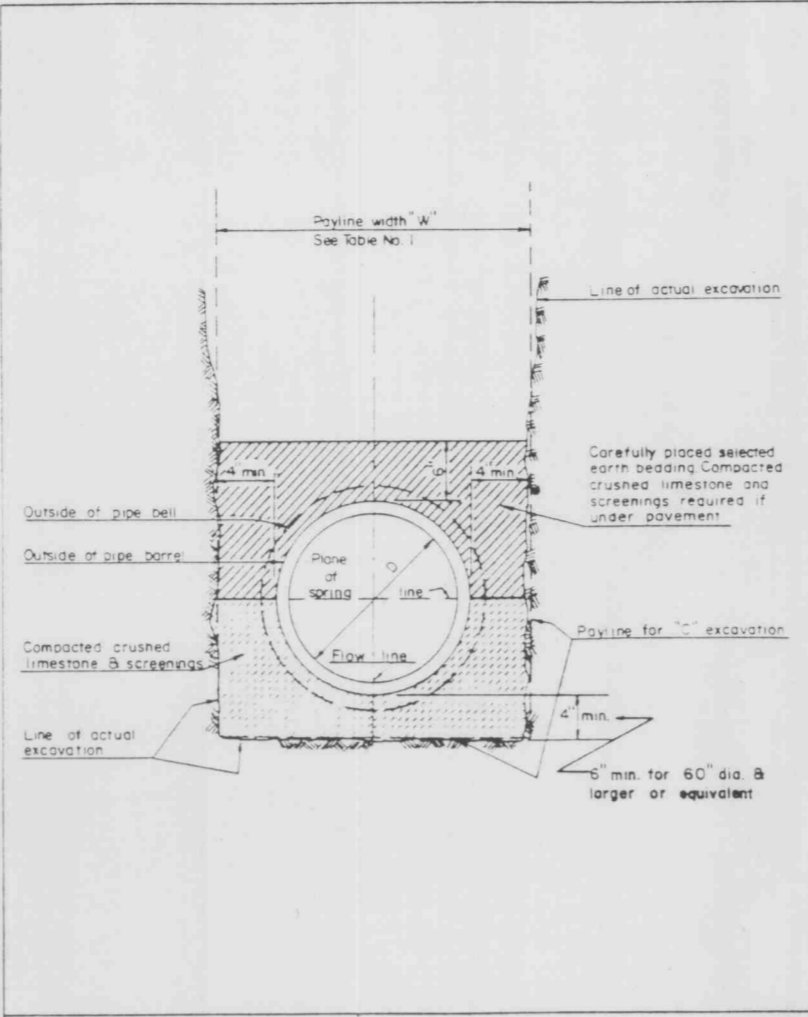 Payline width "W"
See Table No. 1
Line of actual excavation
4" min.
6"
4" min.
Carefully placed selected
earth bedding. Compacted
crushed limestone and
screenings required if
under pavement
Outside of pipe bell
Outside of pipe barrel
Plane
of
spring line
D
Flow line
Compacted crushed
limestone & screenings
Payline for "C" excavation
Line of actual
excavation
4" min.
6" min. for 60" dia. &
larger or equivalent